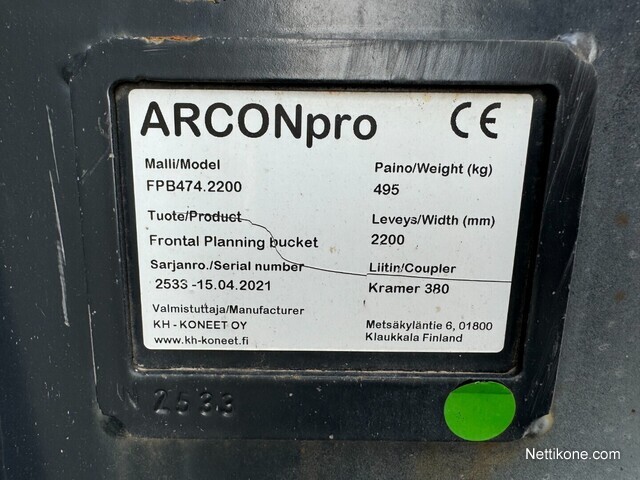 ARCONpro CE
Malli/Model
FPB474.2200
Paino/Weight (kg)
495
Tuote/Product
Frontal Planning bucket
Leveys/Width (mm)
2200
Sarjanro./Serial number
2533 -15.04.2021
Liitin/Coupler
Kramer 380
Valmistuttaja/Manufacturer
KH - KONEET OY
www.kh-koneet.fi
Metsäkyläntie 6, 01800
Klaukkala Finland
2533
Nettikone.com